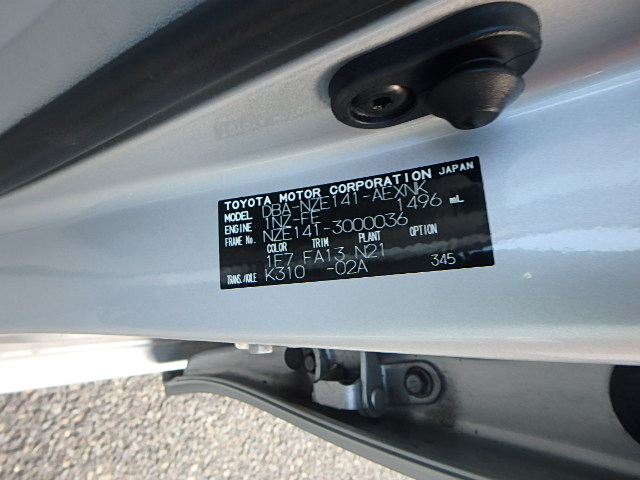 TOYOTA MOTOR CORPORATION JAPAN
MODEL DBA-NZE141-AEXNK
ENGINE 1NZ-FE 1496 mL
FRAME No. NZE141-3000036
COLOR TRIM PLANT OPTION
1E7 FA13 N21
TRANS./AXLE K310 -02A 345